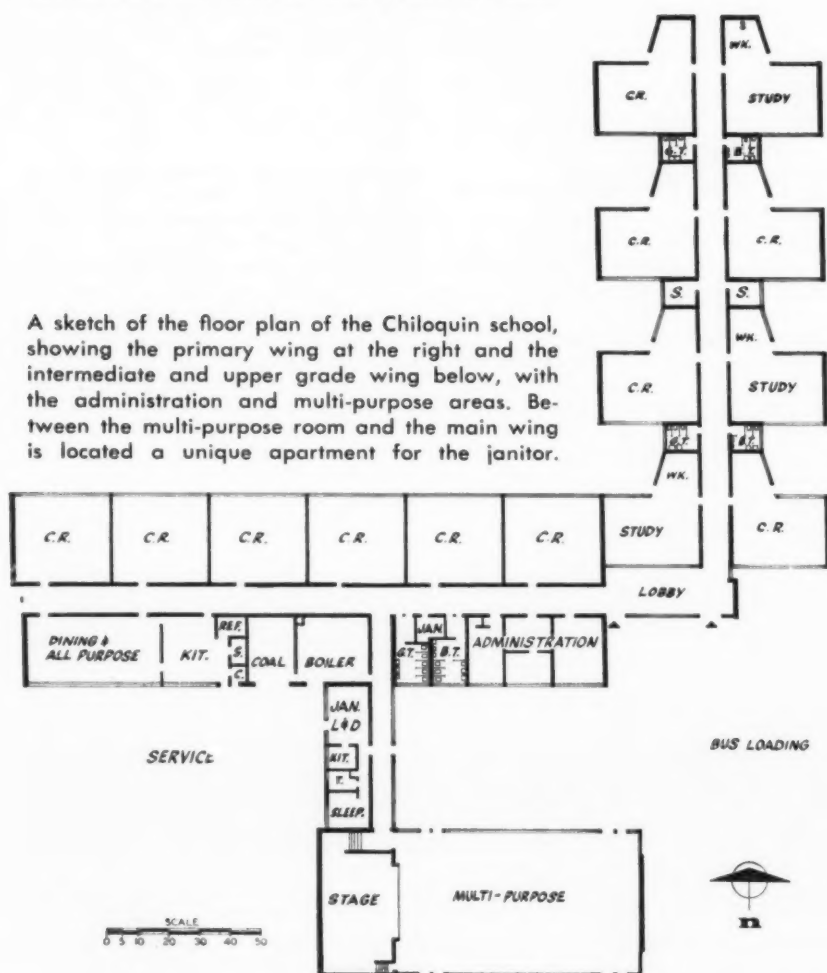 WK.
C.R.
STUDY
G.T.
B.T.
C.R.
C.R.
S.
S.
A sketch of the floor plan of the Chiloquin school,
showing the primary wing at the right and the
intermediate and upper grade wing below, with
the administration and multi-purpose areas. Be-
tween the multi-purpose room and the main wing
is located a unique apartment for the janitor.
WK.
C.R.
STUDY
G.T.
B.T.
WK.
C.R.
C.R.
C.R.
C.R.
C.R.
C.R.
STUDY
C.R.
LOBBY
DINING &
ALL PURPOSE
KIT.
REF.
S.
C.
COAL
BOILER
JAN.
G.T.
B.T.
ADMINISTRATION
JAN.
L & D
KIT.
T.
SLEEP.
SERVICE
BUS LOADING
STAGE
MULTI-PURPOSE
SCALE
0 5 10 20 30 40 50
n